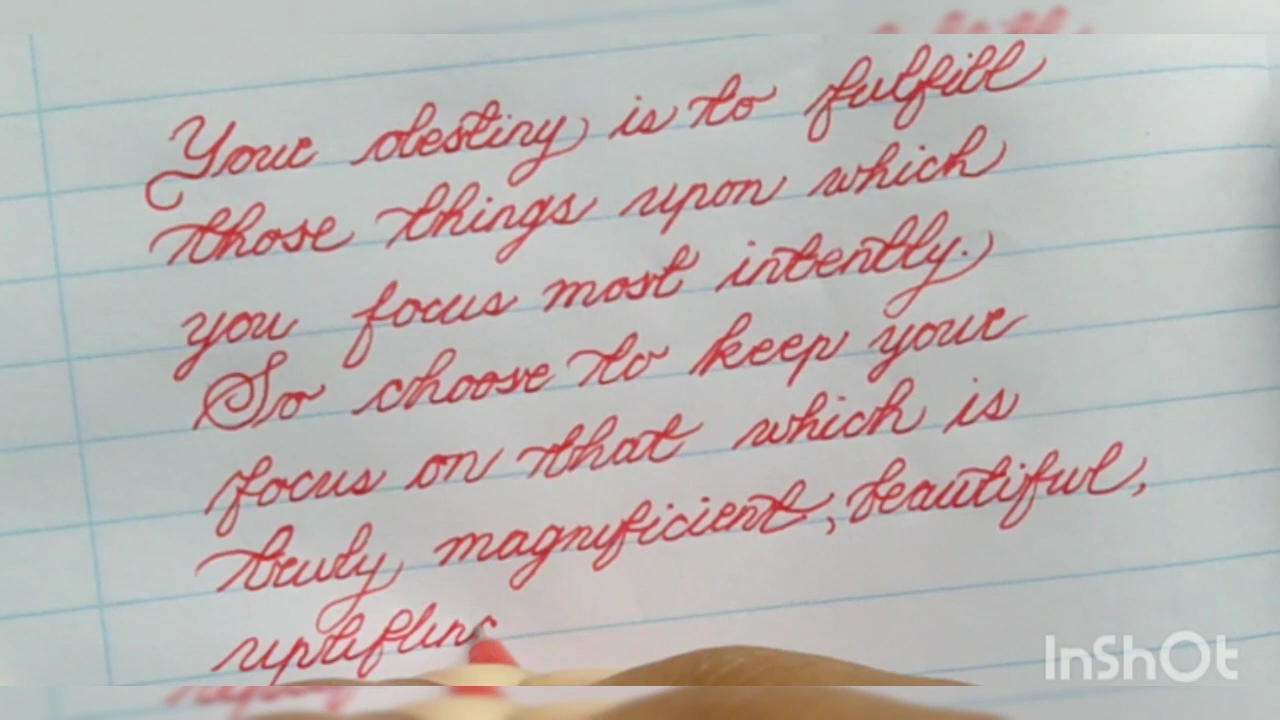 Your destiny is to fulfill
those things upon which
you focus most intently.
So choose to keep your
focus on that which is
truly magnificient, beautiful,
upliftin
InShOt